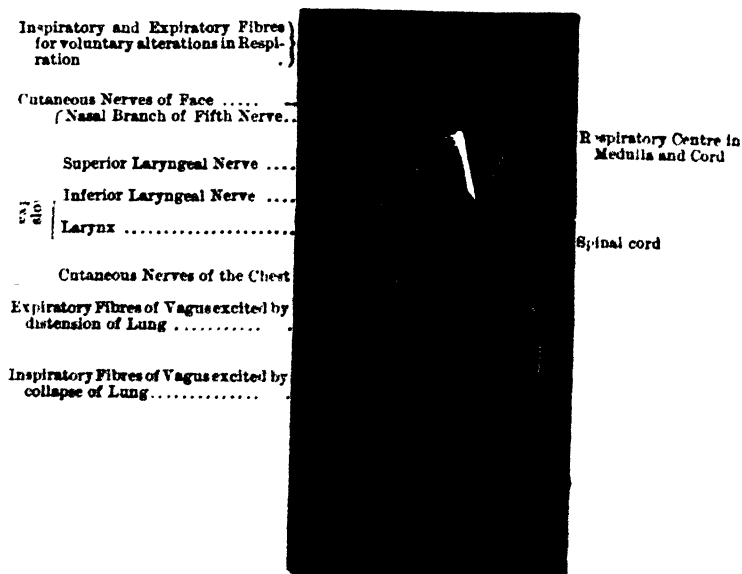 Inspiratory and Expiratory Fibres
for voluntary alterations in Respi-
ration
Cutaneous Nerves of Face .....
Nasal Branch of Fifth Nerve..
Superior Laryngeal Nerve ....
Inferior Laryngeal Nerve ....
Larynx ......................
Cutaneous Nerves of the Chest
Expiratory Fibres of Vagus excited by
distension of Lung ...........
Inspiratory Fibres of Vagus excited by
collapse of Lung..............
Respiratory Centre in
Medulla and Cord
Spinal cord